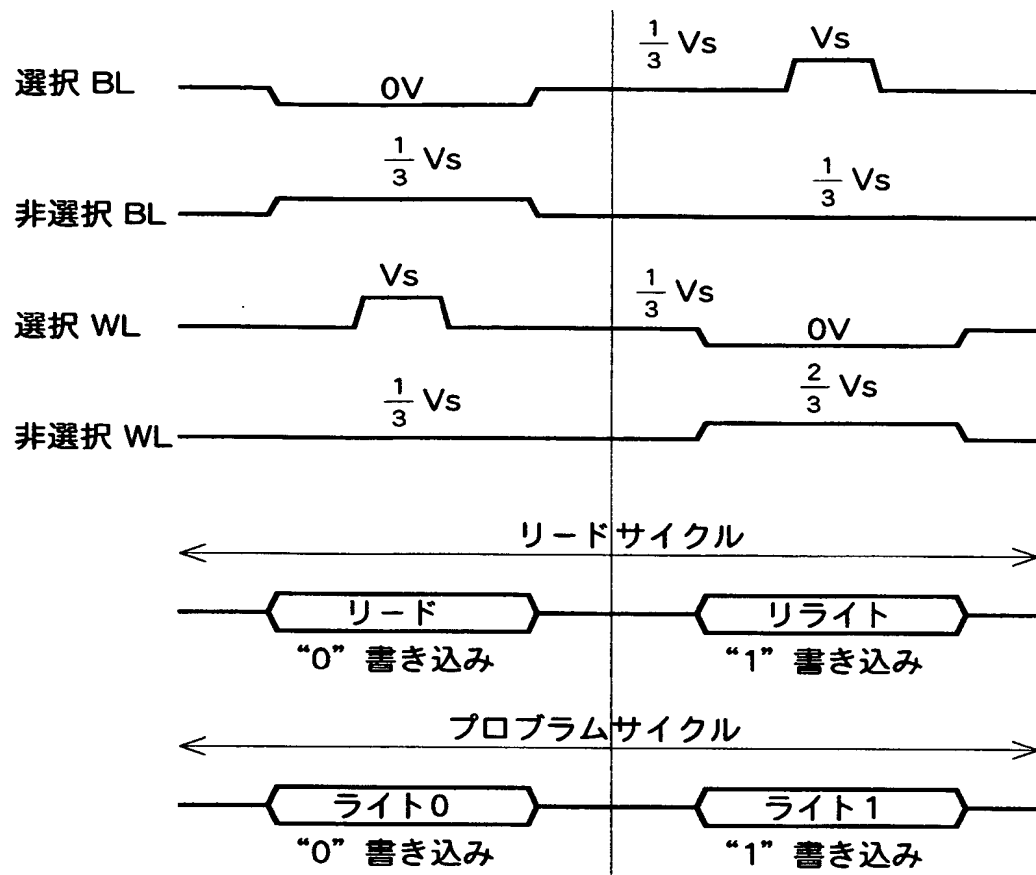 1/3 Vs Vs
選択 BL 0V
1/3 Vs 1/3 Vs
非選択 BL
Vs 1/3 Vs
選択 WL 0V
1/3 Vs 2/3 Vs
非選択 WL
リードサイクル
リード リライト
“0” 書き込み “1” 書き込み
プロブラムサイクル
ライト0 ライト1
“0” 書き込み “1” 書き込み